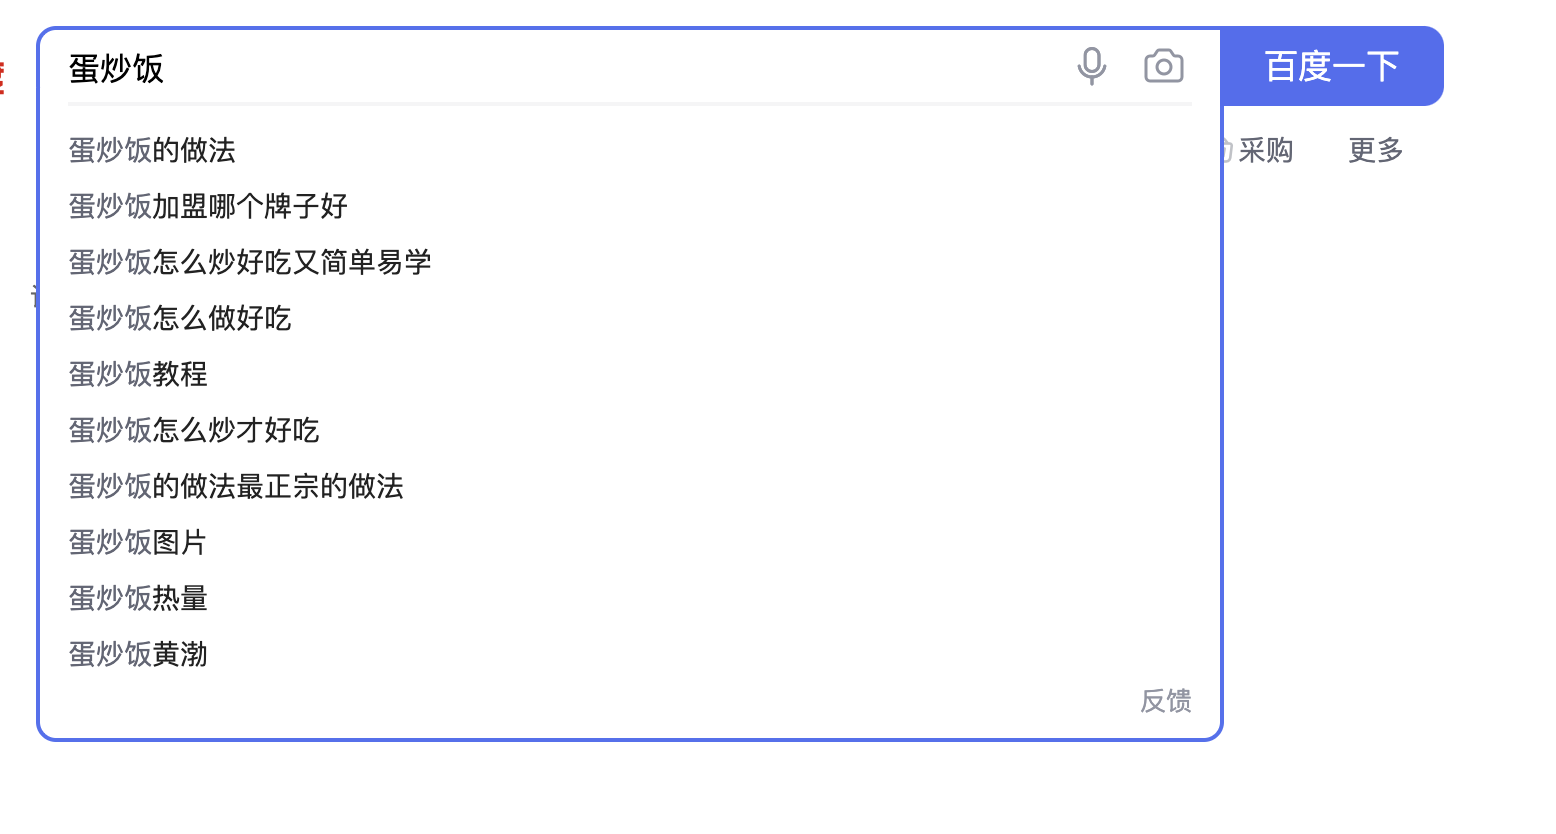 蛋炒饭
百度一下
采购 更多
蛋炒饭的做法
蛋炒饭加盟哪个牌子好
蛋炒饭怎么炒好吃又简单易学
蛋炒饭怎么做好吃
蛋炒饭教程
蛋炒饭怎么炒才好吃
蛋炒饭的做法最正宗的做法
蛋炒饭图片
蛋炒饭热量
蛋炒饭黄渤
反馈